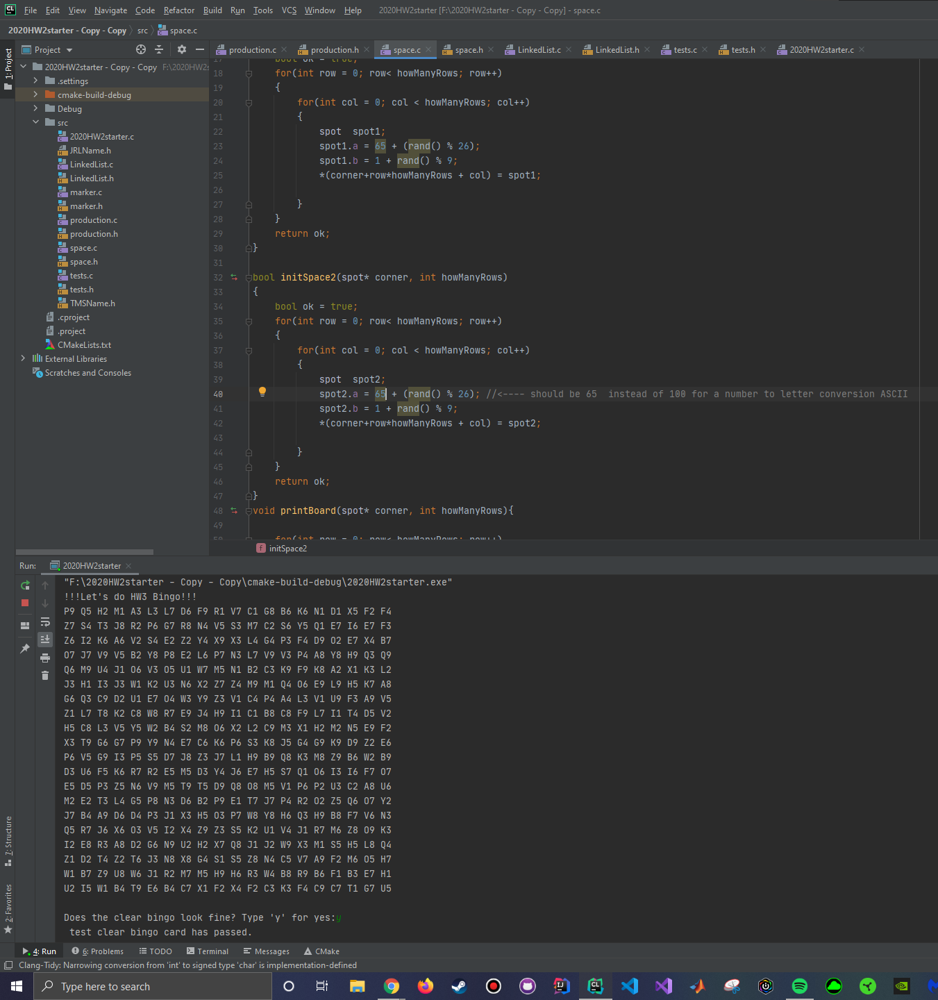 CL File Edit View Navigate Code Refactor Build Run Tools VCS Window Help 2020HW2starter [F:\2020HW2starter - Copy - Copy] - space.c
2020HW2starter - Copy - Copy src space.c
Project production.c production.h space.c space.h LinkedList.c LinkedList.h tests.c tests.h 2020HW2starter.c
1: Project
2020HW2starter - Copy - Copy F:\2020HW2s
.settings
cmake-build-debug
Debug
src
2020HW2starter.c
JRLName.h
LinkedList.c
LinkedList.h
marker.c
marker.h
production.c
production.h
space.c
space.h
tests.c
tests.h
TMSName.h
.cproject
.project
CMakeLists.txt
External Libraries
Scratches and Consoles
17 bool ok = true;
18 for(int row = 0; row< howManyRows; row++)
19 {
20 for(int col = 0; col < howManyRows; col++)
21 {
22 spot  spot1;
23 spot1.a = 65 + (rand() % 26);
24 spot1.b = 1 + rand() % 9;
25 *(corner+row*howManyRows + col) = spot1;
26
27 }
28 }
29 return ok;
30 }
31
32 bool initSpace2(spot* corner, int howManyRows)
33 {
34 bool ok = true;
35 for(int row = 0; row< howManyRows; row++)
36 {
37 for(int col = 0; col < howManyRows; col++)
38 {
39 spot  spot2;
40 spot2.a = 65 + (rand() % 26); //<---- should be 65  instead of 100 for a number to letter conversion ASCII
41 spot2.b = 1 + rand() % 9;
42 *(corner+row*howManyRows + col) = spot2;
43
44 }
45 }
46 return ok;
47 }
48 void printBoard(spot* corner, int howManyRows){
49
50 for(int row = 0; row< howManyRows; row++)
f initSpace2
Run: 2020HW2starter
"F:\2020HW2starter - Copy - Copy\cmake-build-debug\2020HW2starter.exe"
!!!Let's do HW3 Bingo!!!
P9 Q5 H2 M1 A3 L3 L7 D6 F9 R1 V7 C1 G8 B6 K6 N1 D1 X5 F2 F4
Z7 S4 T3 J8 R2 P6 G7 R8 N4 V5 S3 M7 C2 S6 Y5 Q1 E7 I6 E7 F3
Z6 I2 K6 A6 V2 S4 E2 Z2 Y4 X9 X3 L4 G4 P3 F4 D9 O2 E7 X4 B7
O7 J7 V9 V5 B2 Y8 P8 E2 L6 P7 N3 L7 V9 V3 P4 A8 Y8 H9 Q3 Q9
Q6 M9 U4 J1 O6 V3 O5 U1 W7 M5 N1 B2 C3 K9 F9 K8 A2 X1 K3 L2
J3 H1 I3 J3 W1 K2 U3 N6 X2 Z7 Z4 M9 M1 Q4 O6 E9 L9 H5 K7 A8
G6 Q3 C9 D2 U1 E7 O4 W3 Y9 Z3 V1 C4 P4 A4 L3 V1 U9 F3 A9 V5
Z1 L7 T8 K2 C8 W8 R7 E9 J4 H9 I1 C1 B8 C8 F9 L7 I1 T4 D5 V2
H5 C8 L3 V5 Y5 W2 B4 S2 M8 O6 X2 L2 C9 M3 X1 H2 M2 N5 E9 F2
X3 T9 G6 G7 P9 Y9 N4 E7 C6 K6 P6 S3 K8 J5 G4 G9 K9 D9 Z2 E6
P6 V5 G9 I3 P5 S5 D7 J8 Z3 J7 L1 H9 B9 Q8 K3 M8 Z9 B6 W2 B9
D3 U6 F5 K6 R7 R2 E5 M5 D3 Y4 J6 E7 H5 S7 Q1 O6 I3 I6 F7 O7
E5 D5 P3 Z5 N6 V9 M5 T9 T5 D9 Q8 O8 M5 V1 P6 P2 U3 C2 A8 U6
M2 E2 T3 L4 G5 P8 N3 D6 B2 P9 E1 T7 J7 P4 R2 O2 Z5 Q6 O7 Y2
J7 B4 A9 D6 D4 P3 J1 X3 H5 O3 P7 W8 Y8 H6 Q3 H9 B8 F7 V6 N3
Q5 R7 J6 X6 O3 V5 I2 X4 Z9 Z3 S5 K2 U1 V4 J1 R7 M6 Z8 O9 K3
I2 E8 R3 A8 D2 G6 N9 U2 H2 X7 Q8 J1 J2 W9 X3 M1 S5 H5 L8 Q4
Z1 D2 T4 Z2 T6 J3 N8 X8 G4 S1 S5 Z8 N4 C5 V7 A9 F2 M6 O5 H7
W1 B7 Z9 U8 W6 J1 R2 M7 M5 H9 H6 R3 W4 B8 R9 B6 F1 B3 E7 H1
U2 I5 W1 B4 T9 E6 B4 C7 X1 F2 X4 F2 C3 K3 F4 C9 C7 T1 G7 U5
Does the clear bingo look fine? Type 'y' for yes:y
test clear bingo card has passed.
7: Structure
2: Favorites
4: Run 6: Problems TODO Terminal Messages CMake
Clang-Tidy: Narrowing conversion from 'int' to signed type 'char' is implementation-defined
Type here to search